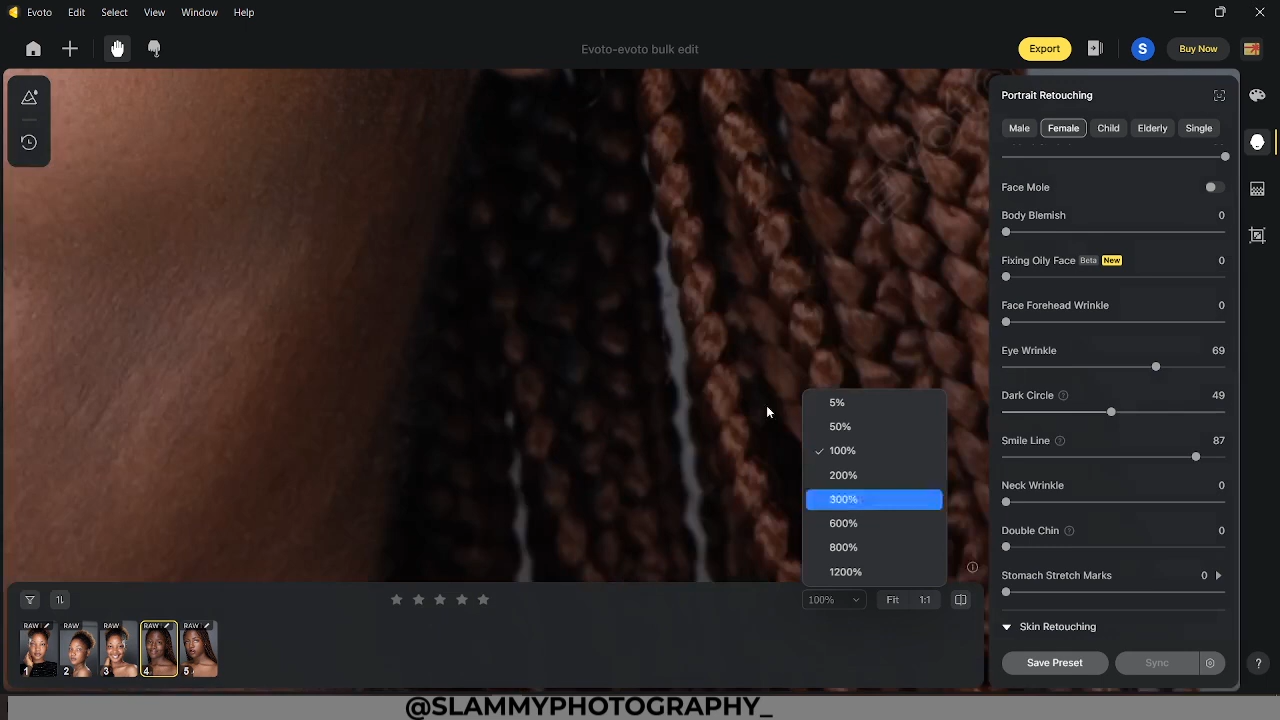 Evoto Edit Select View Window Help
Evoto-evoto bulk edit
Export
S
Buy Now
Portrait Retouching
Male Female Child Elderly Single
Face Mole
Body Blemish 0
Fixing Oily Face Beta New 0
Face Forehead Wrinkle 0
Eye Wrinkle 69
Dark Circle ? 49
Smile Line ? 87
Neck Wrinkle 0
Double Chin ? 0
Stomach Stretch Marks 0
Skin Retouching
Save Preset Sync
?
5%
50%
100%
200%
300%
600%
800%
1200%
100% Fit 1:1
RAW RAW RAW RAW RAW
1 2 3 4 5
@SLAMMYPHOTOGRAPHY_